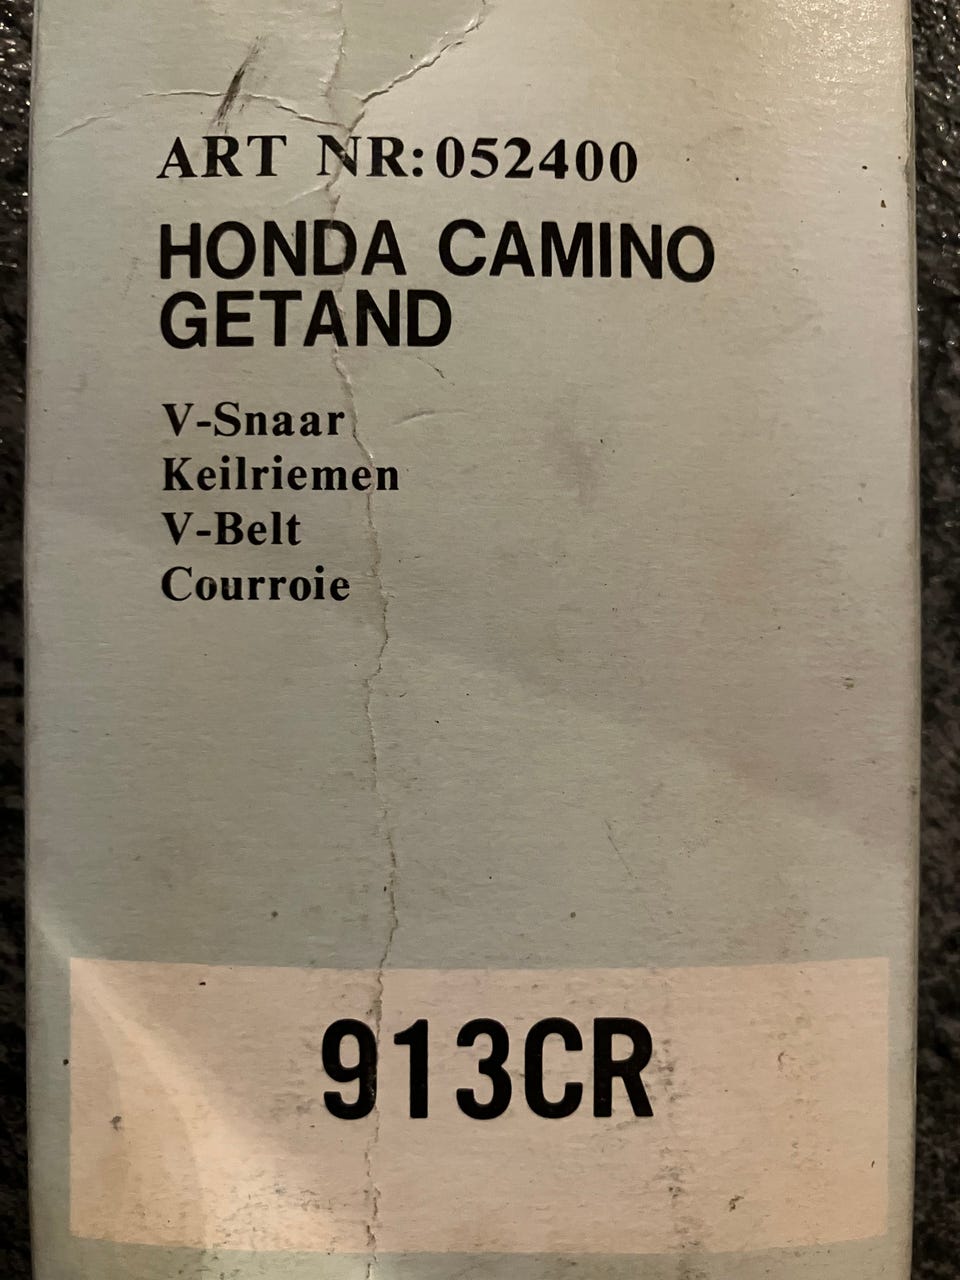 ART NR:052400
HONDA CAMINO
GETAND
V-Snaar
Keilriemen
V-Belt
Courroie
913CR